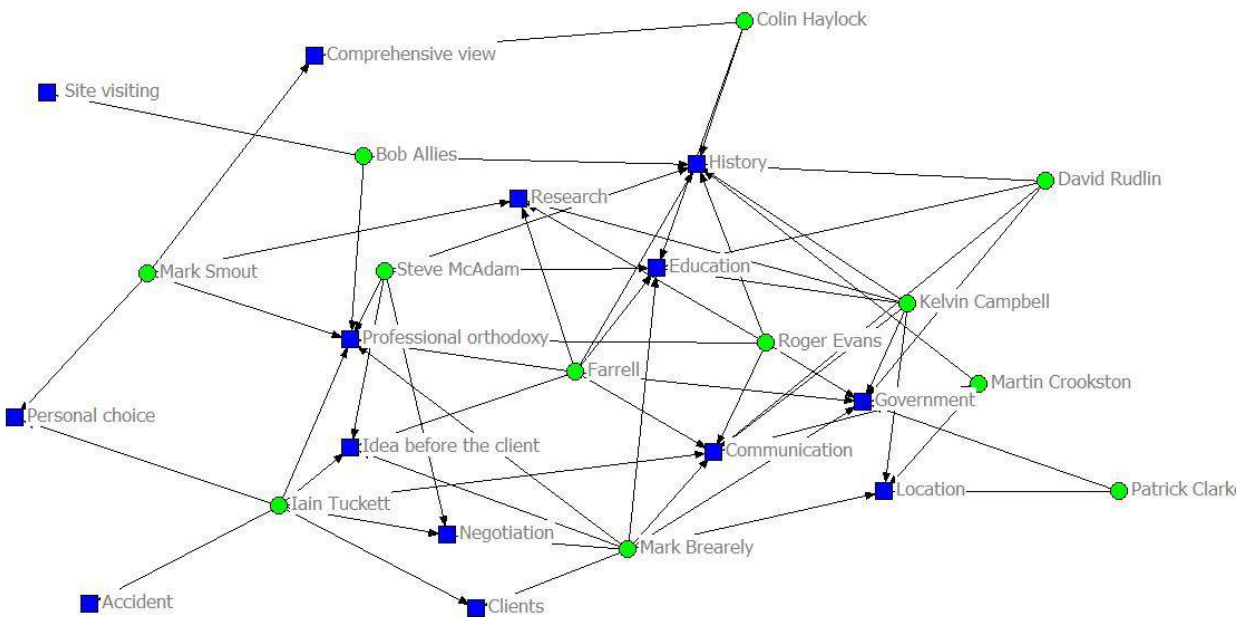 Colin Haylock
Comprehensive view
Site visiting
Bob Allies
History
David Rudlin
Research
Mark Smout
Steve McAdam
Education
Kelvin Campbell
Professional orthodoxy
Roger Evans
Farrell
Martin Crookston
Government
Personal choice
Idea before the client
Communication
Iain Tuckett
Location
Patrick Clarke
Negotiation
Mark Brearely
Accident
Clients